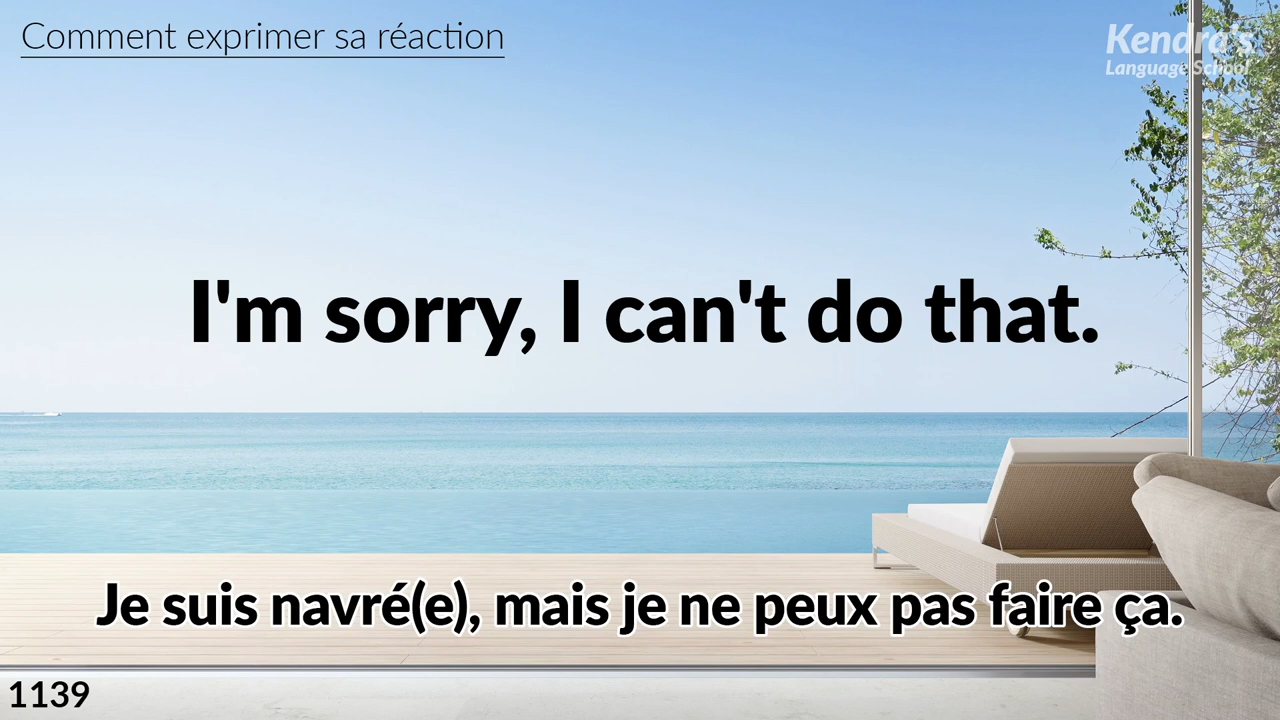 Comment exprimer sa réaction
Kendra's
Language School
I'm sorry, I can't do that.
Je suis navré(e), mais je ne peux pas faire ça.
1139